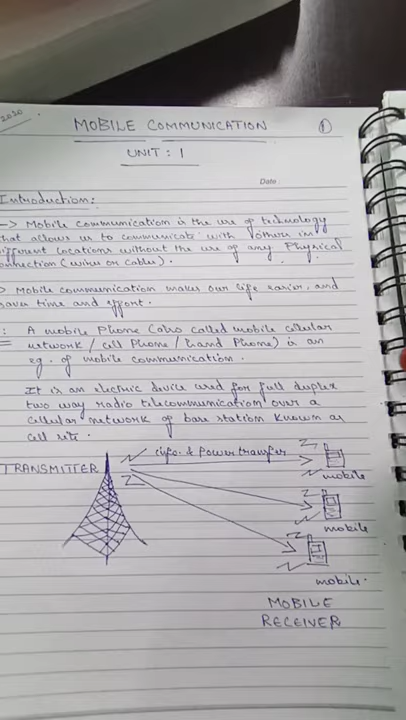 2020
MOBILE COMMUNICATION
1
UNIT : 1
Date :
Introduction:
-> Mobile communication is the use of technology
that allows us to communicate with others in
different locations without the use of any Physical
connection (wires or cables).
> Mobile communication makes our life easier, and
saves time and effort.
: A mobile Phone (also called mobile cellular
network / cell Phone / hand Phone) is an
eg. of mobile communication.
It is an electric device used for full duplex
two way radio telecommunication over a
cellular network of base station known as
cell site.
info. & power transfer
TRANSMITTER
mobile
mobile
mobile.
MOBILE
RECEIVER